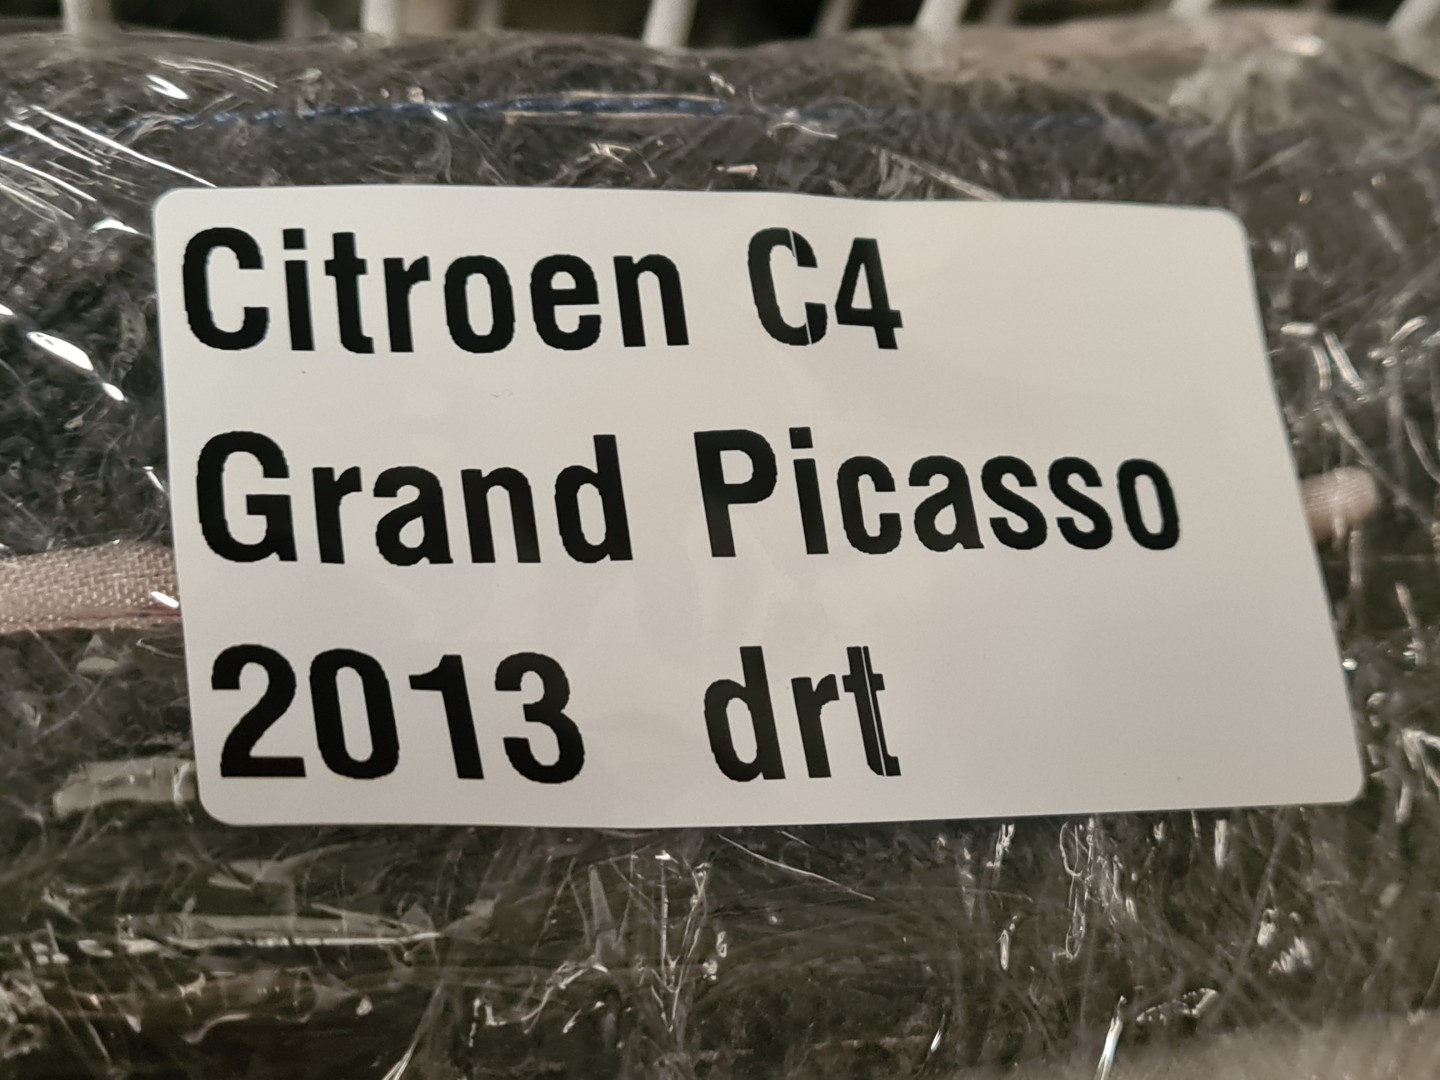 Citroen C4
Grand Picasso
2013 drt